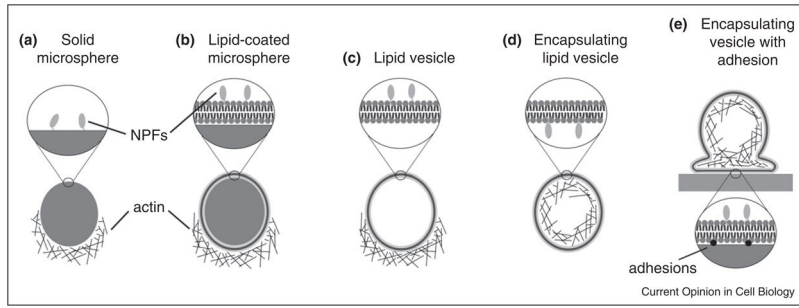 (a) Solid
microsphere
(b) Lipid-coated
microsphere
(c) Lipid vesicle
(d) Encapsulating
lipid vesicle
(e) Encapsulating
vesicle with
adhesion
NPFs
actin
adhesions
Current Opinion in Cell Biology